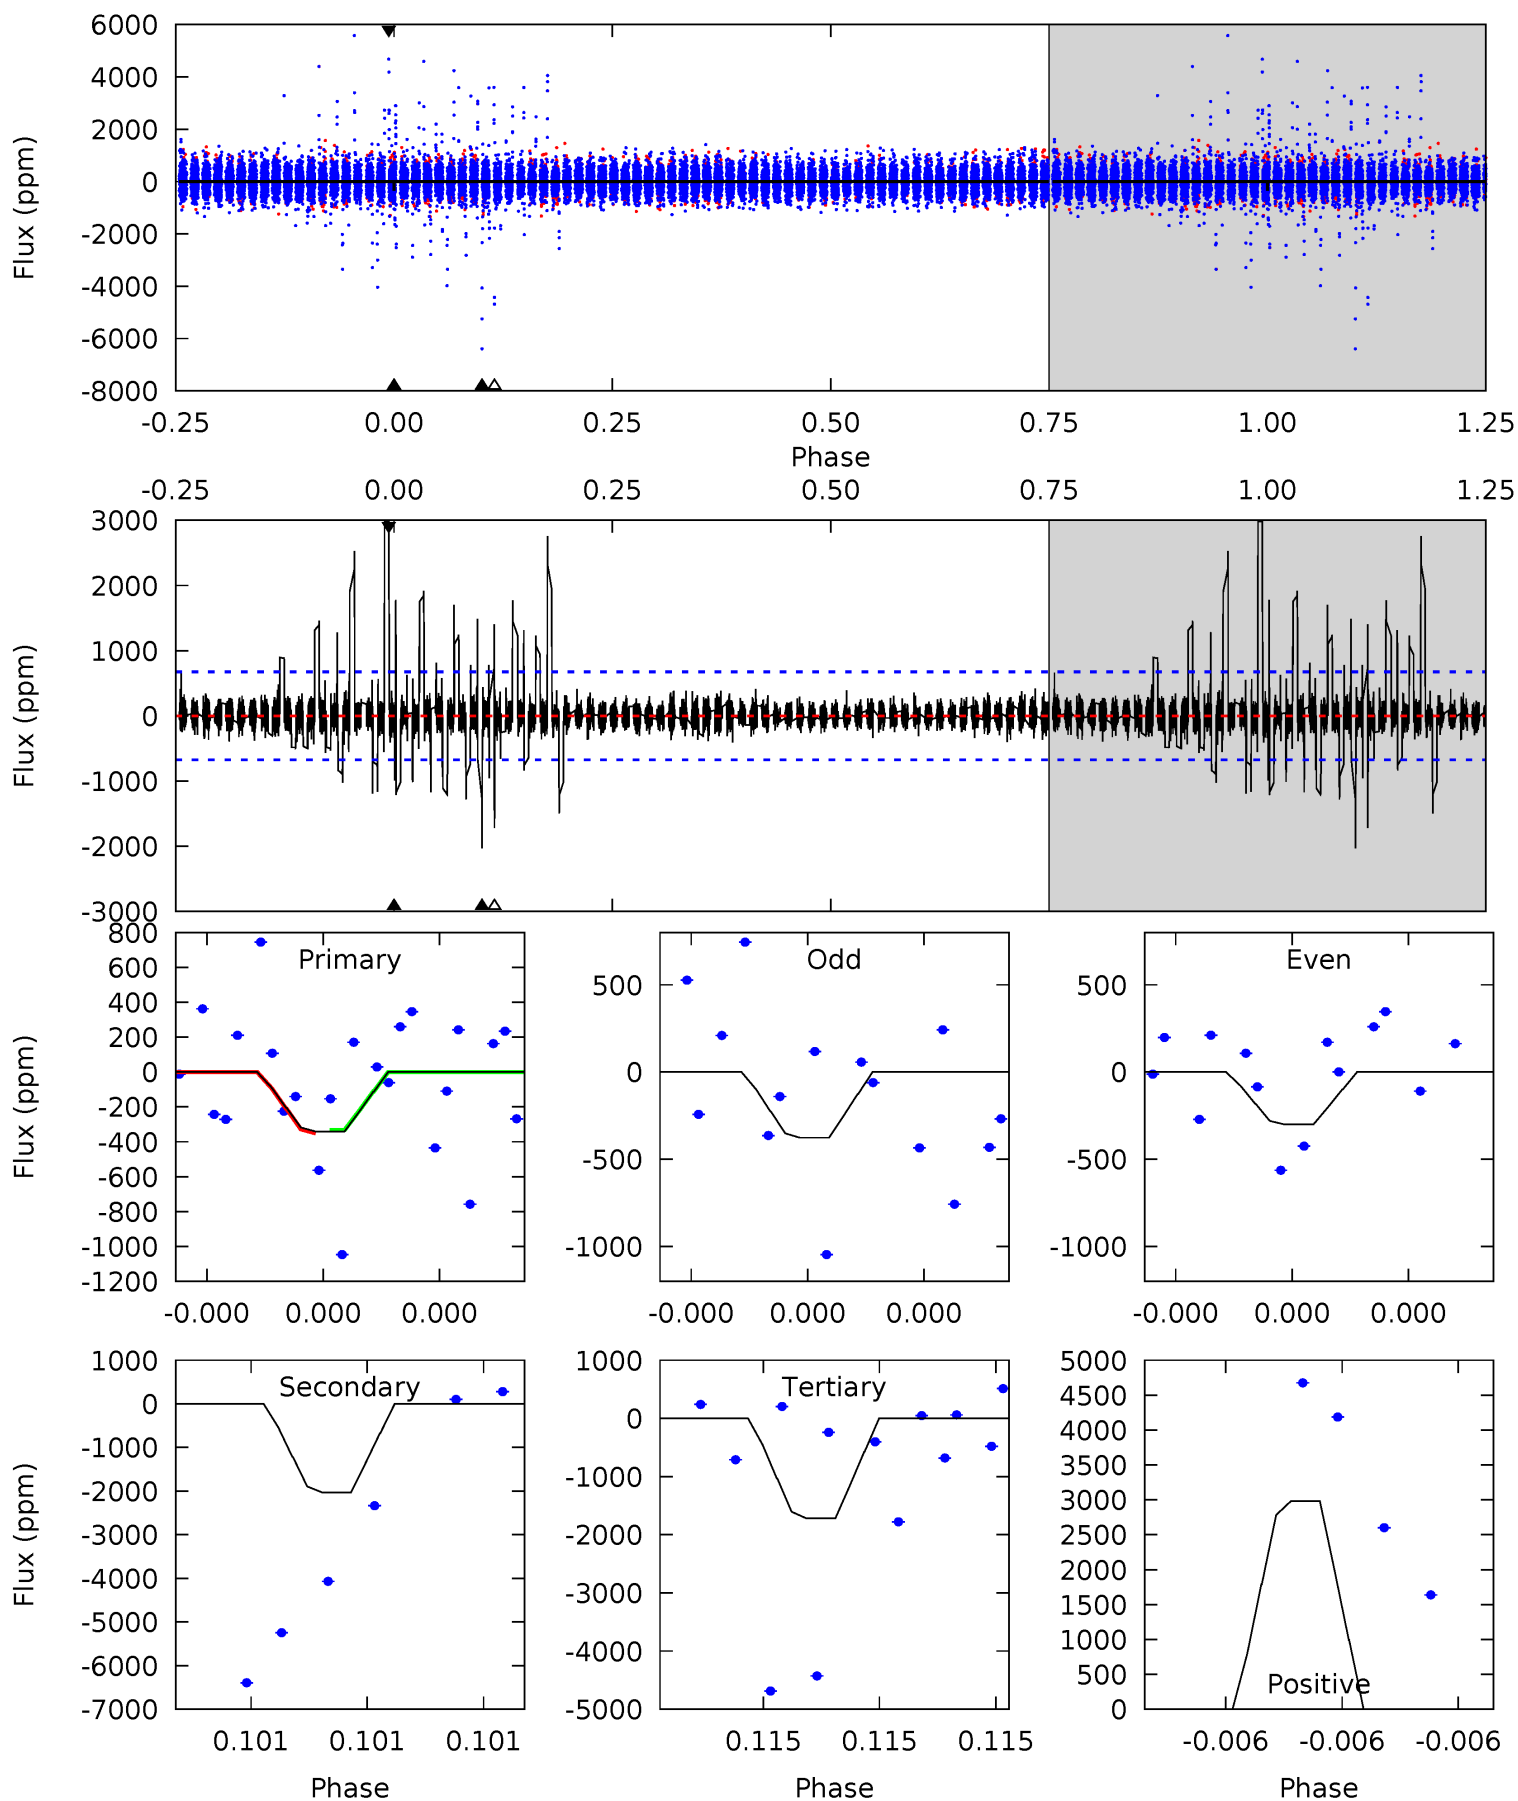 6000
4000
2000
0
-2000
-4000
-6000
-8000
Flux (ppm)
-0.25 0.00 0.25 0.50 0.75 1.00 1.25
Phase
-0.25 0.00 0.25 0.50 0.75 1.00 1.25
3000
2000
1000
0
-1000
-2000
-3000
Flux (ppm)
800
600
400
200
0
-200
-400
-600
-800
-1000
-1200
Flux (ppm)
Primary
-0.000 0.000 0.000
500
0
-500
-1000
Odd
-0.000 0.000 0.000
500
0
-500
-1000
Even
-0.000 0.000 0.000
1000
0
-1000
-2000
-3000
-4000
-5000
-6000
-7000
Flux (ppm)
Secondary
0.101 0.101 0.101
Phase
1000
0
-1000
-2000
-3000
-4000
-5000
Tertiary
0.115 0.115 0.115
Phase
5000
4500
4000
3500
3000
2500
2000
1500
1000
500
0
Positive
-0.006 -0.006 -0.006
Phase